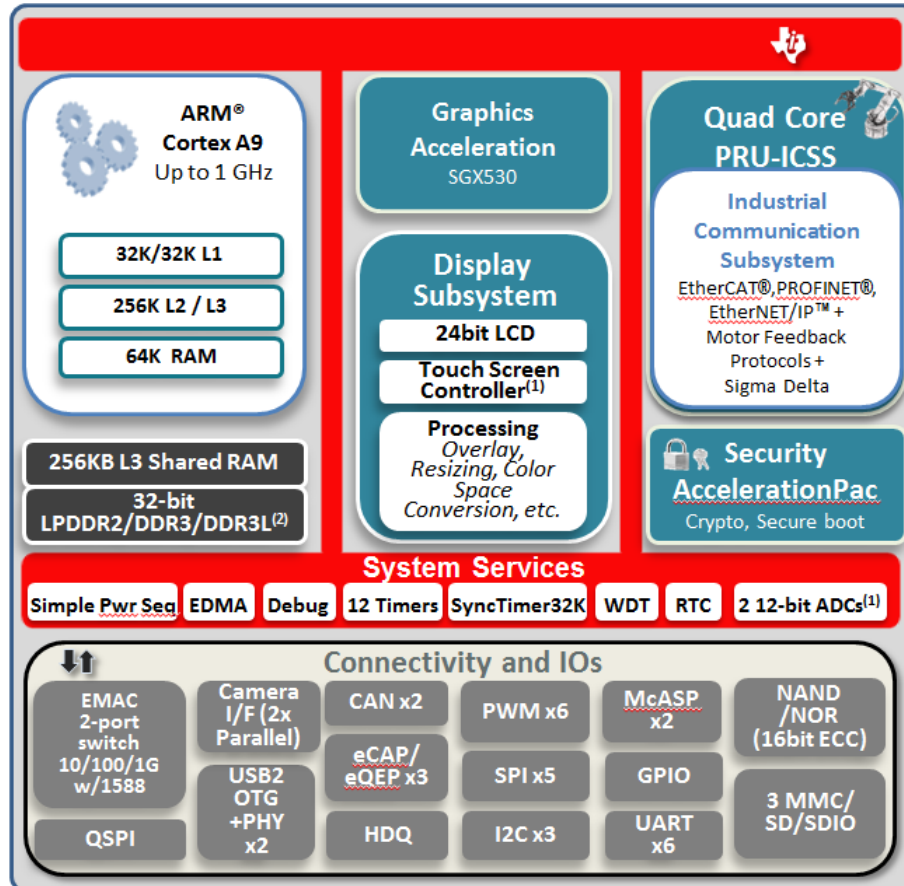 ARM®
Cortex A9
Up to 1 GHz
32K/32K L1
256K L2 / L3
64K RAM
256KB L3 Shared RAM
32-bit
LPDDR2/DDR3/DDR3L(2)
Graphics
Acceleration
SGX530
Display
Subsystem
24bit LCD
Touch Screen
Controller(1)
Processing
Overlay,
Resizing, Color
Space
Conversion, etc.
Quad Core
PRU-ICSS
Industrial
Communication
Subsystem
EtherCAT®,PROFINET®,
EtherNET/IP™ +
Motor Feedback
Protocols +
Sigma Delta
Security
AccelerationPac
Crypto, Secure boot
System Services
Simple Pwr Seq
EDMA
Debug
12 Timers
SyncTimer32K
WDT
RTC
2 12-bit ADCs(1)
Connectivity and IOs
EMAC
2-port
switch
10/100/1G
w/1588
QSPI
Camera
I/F (2x
Parallel)
USB2
OTG
+PHY
x2
CAN x2
eCAP/
eQEP x3
HDQ
PWM x6
SPI x5
I2C x3
McASP
x2
GPIO
UART
x6
NAND
/NOR
(16bit ECC)
3 MMC/
SD/SDIO